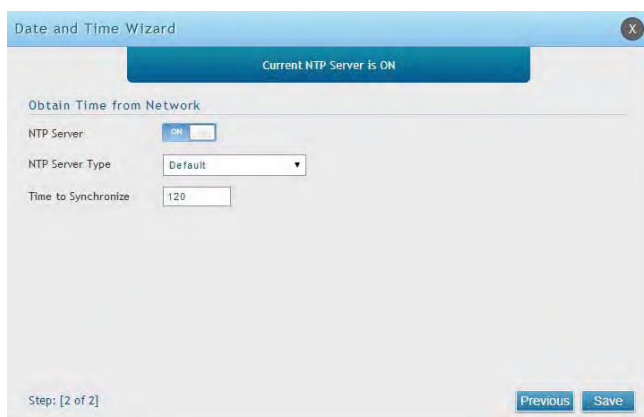 Date and Time Wizard
X
Current NTP Server is ON
Obtain Time from Network
NTP Server ON
NTP Server Type Default
Time to Synchronize 120
Step: [2 of 2] Previous Save